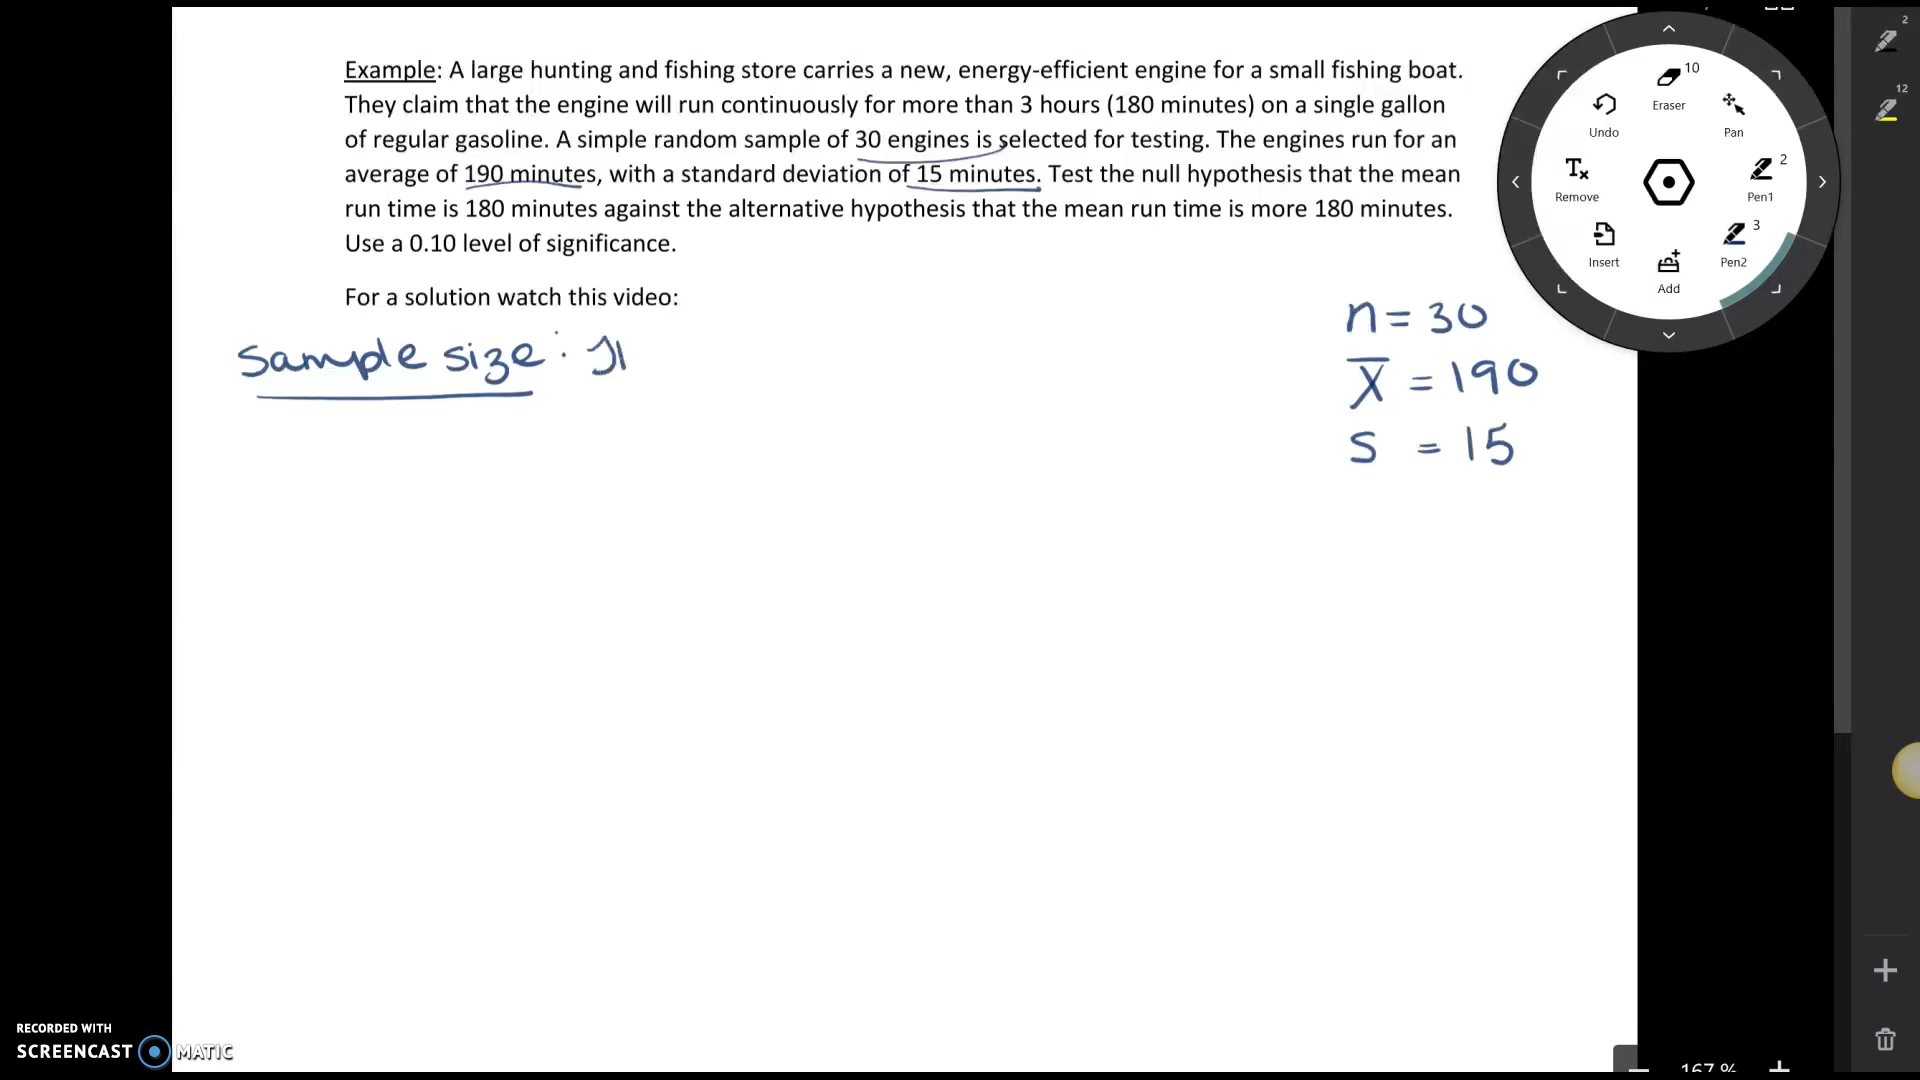 Example: A large hunting and fishing store carries a new, energy-efficient engine for a small fishing boat.
They claim that the engine will run continuously for more than 3 hours (180 minutes) on a single gallon
of regular gasoline. A simple random sample of 30 engines is selected for testing. The engines run for an
average of 190 minutes, with a standard deviation of 15 minutes. Test the null hypothesis that the mean
run time is 180 minutes against the alternative hypothesis that the mean run time is more 180 minutes.
Use a 0.10 level of significance.
For a solution watch this video:
Sample size :
n = 30
X̅ = 190
S = 15
10
Eraser
Undo
Pan
Remove
2
Pen1
Insert
3
Pen2
Add
2
12
RECORDED WITH
SCREENCAST MATIC
167 %